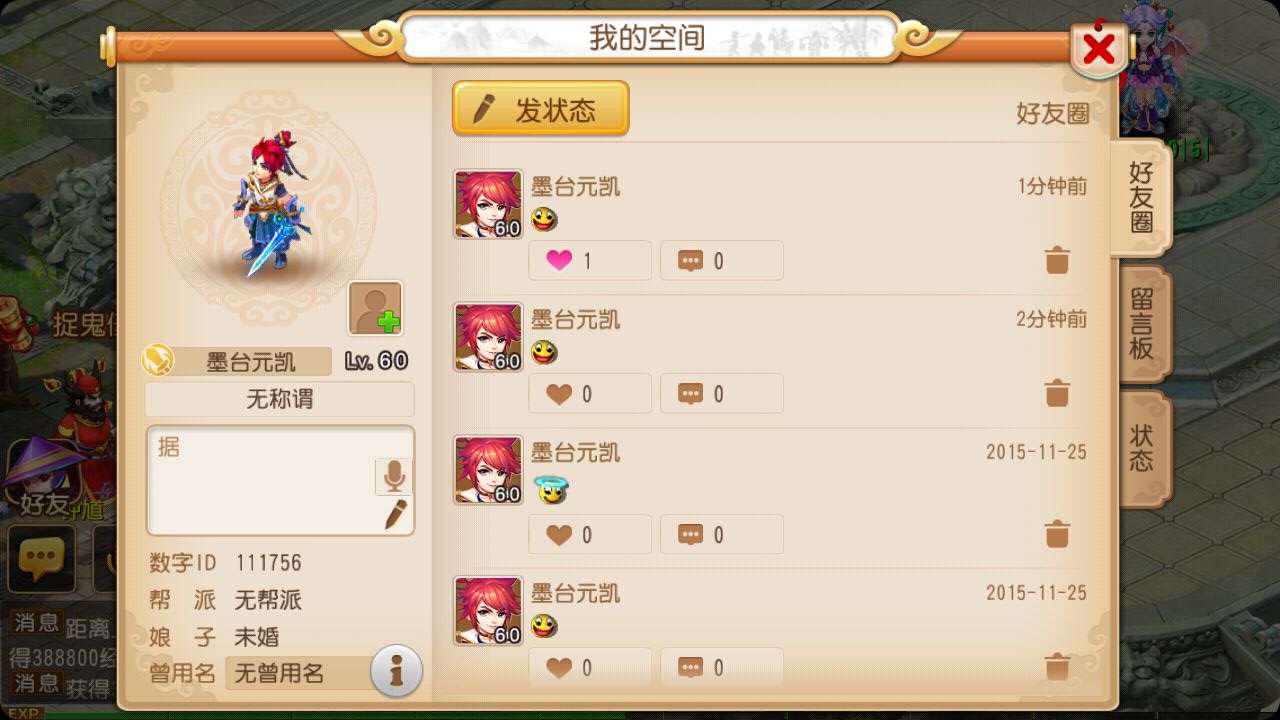 我的空间
发状态
好友圈
墨台元凯
1分钟前
60
1
0
墨台元凯
2分钟前
60
0
0
墨台元凯
2015-11-25
60
0
0
墨台元凯
2015-11-25
60
0
0
墨台元凯
Lv.60
无称谓
据
数字ID 111756
帮 派 无帮派
娘 子 未婚
曾用名 无曾用名
好友圈
留言板
状态
捉鬼
好友
消息 距离
得388800经
消息 获得
EXP